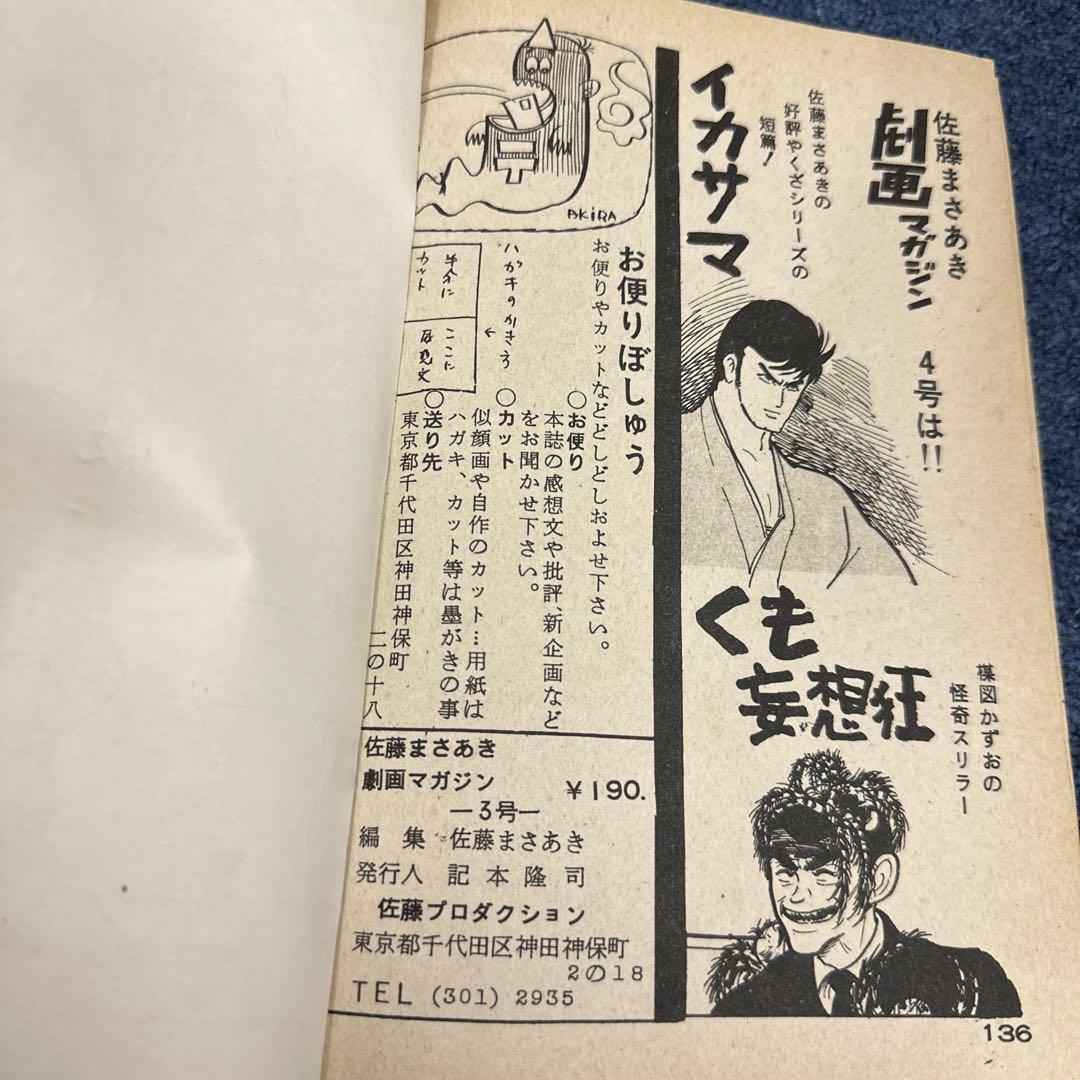 佐藤まさあき
劇画マガジン
4号は!!
佐藤まさあきの
好評やくざシリーズの
短篇!
イカサマ
楳図かずおの
怪奇スリラー
くも
妄想狂
AKiRA
お便りぼしゅう
お便りやカットなどどしどしおよせ下さい。
○お便り
本誌の感想文や批評、新企画など
をお聞かせ下さい。
○カット
似顔画や自作のカット…用紙は
ハガキ、カット等は墨がきの事
○送り先
東京都千代田区神田神保町
二の十八
ハガキのかき方
←
半分に
カット
ここに
佐藤まさあき
劇画マガジン
—3号—
¥190.
編集 佐藤まさあき
発行人 記本隆司
佐藤プロダクション
東京都千代田区神田神保町
2の18
TEL (301) 2935
136